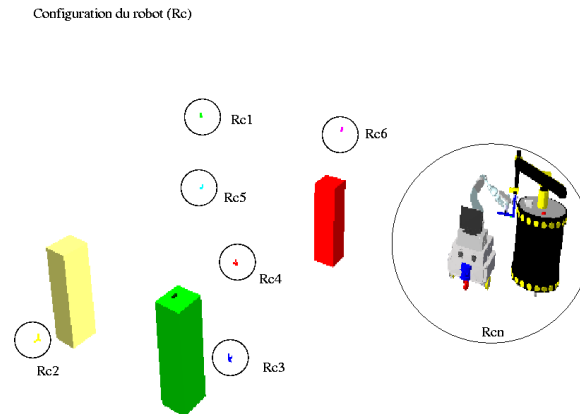 Configuration du robot (Rc)
Rc1
Rc6
Rc5
Rc4
Rcn
Rc2
Rc3